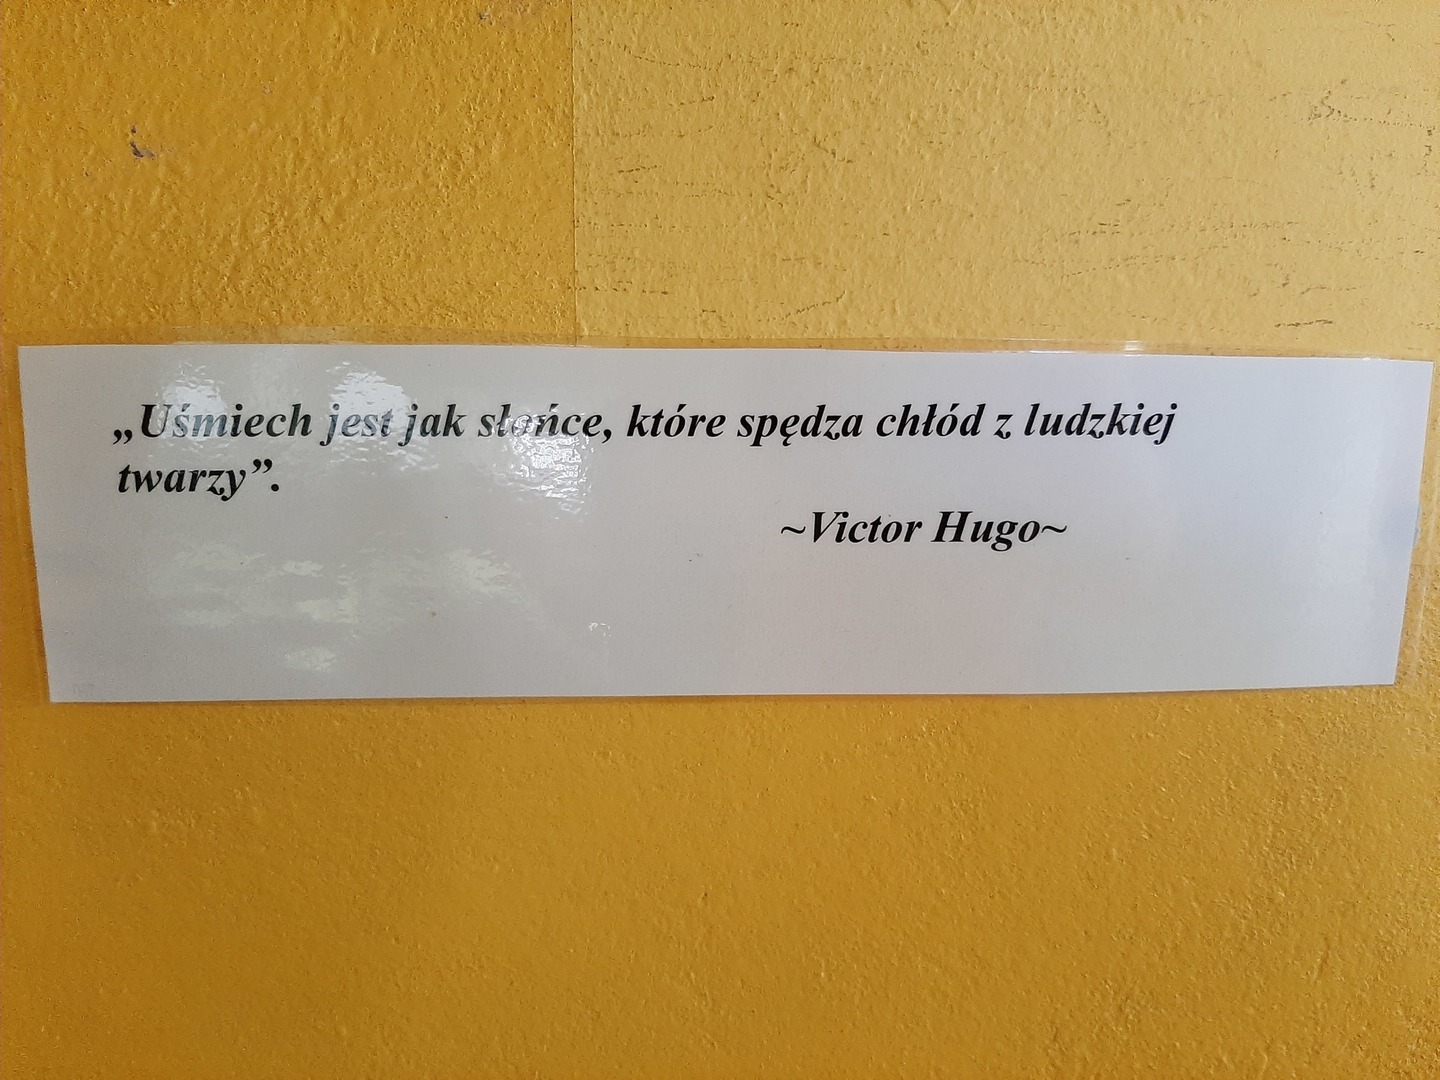 „Uśmiech jest jak słońce, które spędza chłód z ludzkiej
twarzy”.
~Victor Hugo~